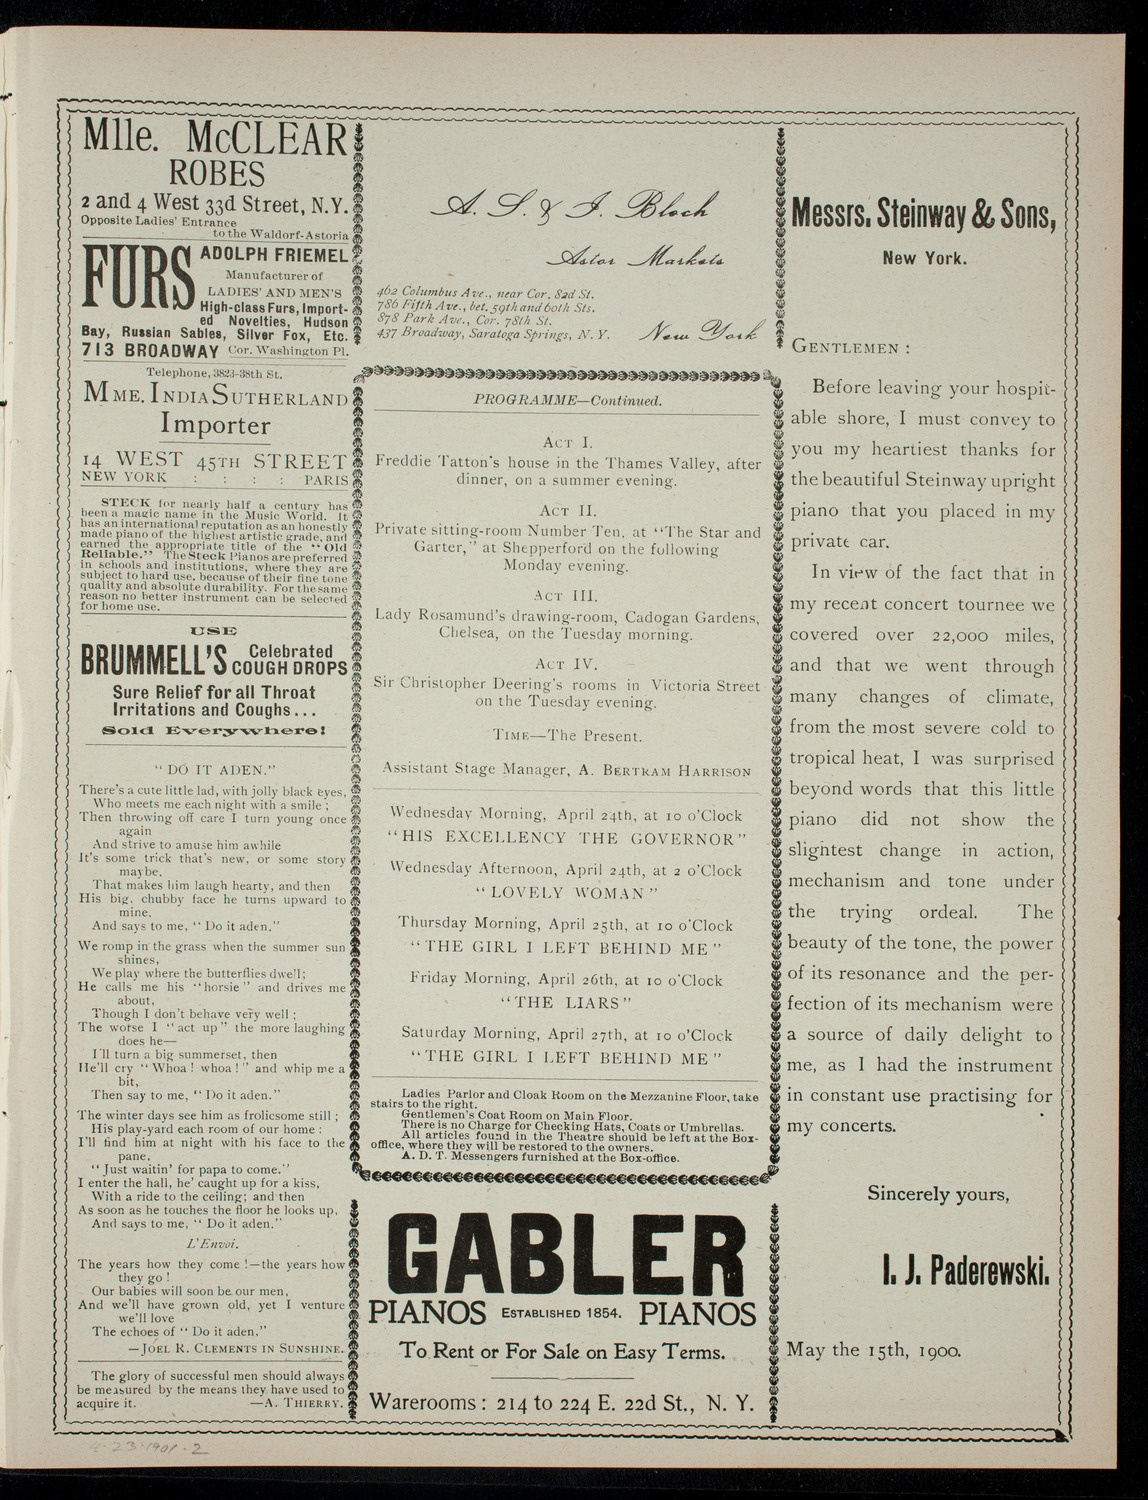 Mlle. McCLEAR
ROBES
2 and 4 West 33d Street, N.Y.
Opposite Ladies' Entrance
to the Waldorf-Astoria
FURS
ADOLPH FRIEMEL
Manufacturer of
LADIES' AND MEN'S
High-class Furs, Import-
ed Novelties, Hudson
Bay, Russian Sables, Silver Fox, Etc.
713 BROADWAY Cor. Washington Pl.
Telephone, 3823-38th St.
MME. INDIA SUTHERLAND
Importer
14 WEST 45TH STREET
NEW YORK : : : : PARIS
STECK for nearly half a century has
been a magic name in the Music World. It
has an international reputation as an honestly
made piano of the highest artistic grade, and
earned the appropriate title of the "Old
Reliable." The Steck Pianos are preferred
in schools and institutions, where they are
subject to hard use, because of their fine tone
quality and absolute durability. For the same
reason no better instrument can be selected
for home use.
USE
BRUMMELL'S Celebrated
COUGH DROPS
Sure Relief for all Throat
Irritations and Coughs...
Sold Everywhere!
"DO IT ADEN."
There's a cute little lad, with jolly black eyes,
Who meets me each night with a smile;
Then throwing off care I turn young once
again
And strive to amuse him awhile
It's some trick that's new, or some story
maybe,
That makes him laugh hearty, and then
His big, chubby face he turns upward to
mine,
And says to me, "Do it aden."
We romp in the grass when the summer sun
shines,
We play where the butterflies dwell;
He calls me his "horsie" and drives me
about,
Though I don't behave very well;
The worse I "act up" the more laughing
does he—
I'll turn a big summerset, then
He'll cry "Whoa! whoa!" and whip me a
bit,
Then say to me, "Do it aden."
The winter days see him as frolicsome still;
His play-yard each room of our home:
I'll find him at night with his face to the
pane,
"Just waitin' for papa to come."
I enter the hall, he' caught up for a kiss,
With a ride to the ceiling; and then
As soon as he touches the floor he looks up,
And says to me, "Do it aden."
L'Envoi.
The years how they come!—the years how
they go!
Our babies will soon be our men,
And we'll have grown old, yet I venture
we'll love
The echoes of "Do it aden."
—JOEL R. CLEMENTS IN SUNSHINE.
The glory of successful men should always
be measured by the means they have used to
acquire it. —A. THIERRY.
A. S. & J. Bloch
Astor Markets
462 Columbus Ave., near Cor. 82d St.
786 Fifth Ave., bet. 59th and 60th Sts.
878 Park Ave., Cor. 78th St.
437 Broadway, Saratoga Springs, N. Y.
New York
PROGRAMME—Continued.
ACT I.
Freddie Tatton's house in the Thames Valley, after
dinner, on a summer evening.
ACT II.
Private sitting-room Number Ten, at "The Star and
Garter," at Shepperford on the following
Monday evening.
ACT III.
Lady Rosamund's drawing-room, Cadogan Gardens,
Chelsea, on the Tuesday morning.
ACT IV.
Sir Christopher Deering's rooms in Victoria Street
on the Tuesday evening.
TIME—The Present.
Assistant Stage Manager, A. BERTRAM HARRISON
Wednesday Morning, April 24th, at 10 o'Clock
"HIS EXCELLENCY THE GOVERNOR"
Wednesday Afternoon, April 24th, at 2 o'Clock
"LOVELY WOMAN"
Thursday Morning, April 25th, at 10 o'Clock
"THE GIRL I LEFT BEHIND ME"
Friday Morning, April 26th, at 10 o'Clock
"THE LIARS"
Saturday Morning, April 27th, at 10 o'Clock
"THE GIRL I LEFT BEHIND ME"
Ladies Parlor and Cloak Room on the Mezzanine Floor, take
stairs to the right.
Gentlemen's Coat Room on Main Floor.
There is no Charge for Checking Hats, Coats or Umbrellas.
All articles found in the Theatre should be left at the Box-
office, where they will be restored to the owners.
A. D. T. Messengers furnished at the Box-office.
GABLER
PIANOS ESTABLISHED 1854. PIANOS
To Rent or For Sale on Easy Terms.
Warerooms: 214 to 224 E. 22d St., N. Y.
Messrs. Steinway & Sons,
New York.
GENTLEMEN:
Before leaving your hospit-
able shore, I must convey to
you my heartiest thanks for
the beautiful Steinway upright
piano that you placed in my
private car.
In view of the fact that in
my recent concert tournee we
covered over 22,000 miles,
and that we went through
many changes of climate,
from the most severe cold to
tropical heat, I was surprised
beyond words that this little
piano did not show the
slightest change in action,
mechanism and tone under
the trying ordeal. The
beauty of the tone, the power
of its resonance and the per-
fection of its mechanism were
a source of daily delight to
me, as I had the instrument
in constant use practising for
my concerts.
Sincerely yours,
I. J. Paderewski.
May the 15th, 1900.
4-23-1901-2